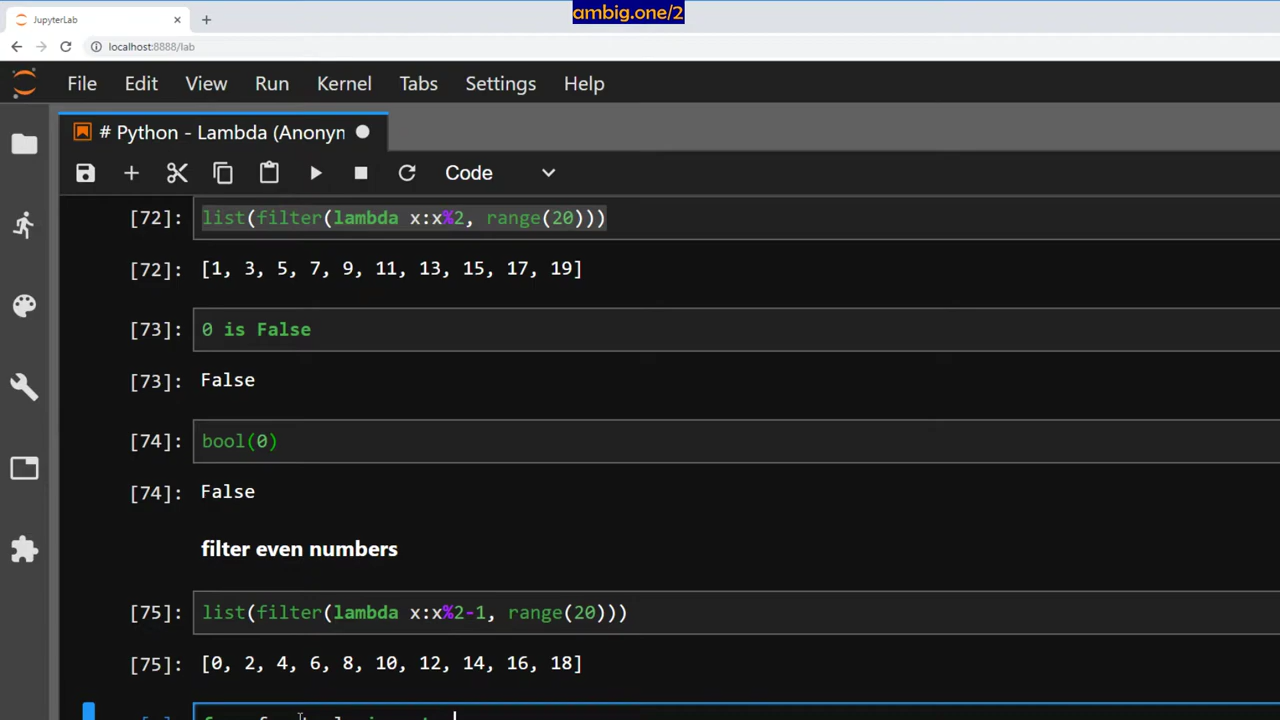 ambig.one/2
JupyterLab
localhost:8888/lab
File Edit View Run Kernel Tabs Settings Help
# Python - Lambda (Anonyn
Code
[72]: list(filter(lambda x:x%2, range(20)))
[72]: [1, 3, 5, 7, 9, 11, 13, 15, 17, 19]
[73]: 0 is False
[73]: False
[74]: bool(0)
[74]: False
filter even numbers
[75]: list(filter(lambda x:x%2-1, range(20)))
[75]: [0, 2, 4, 6, 8, 10, 12, 14, 16, 18]